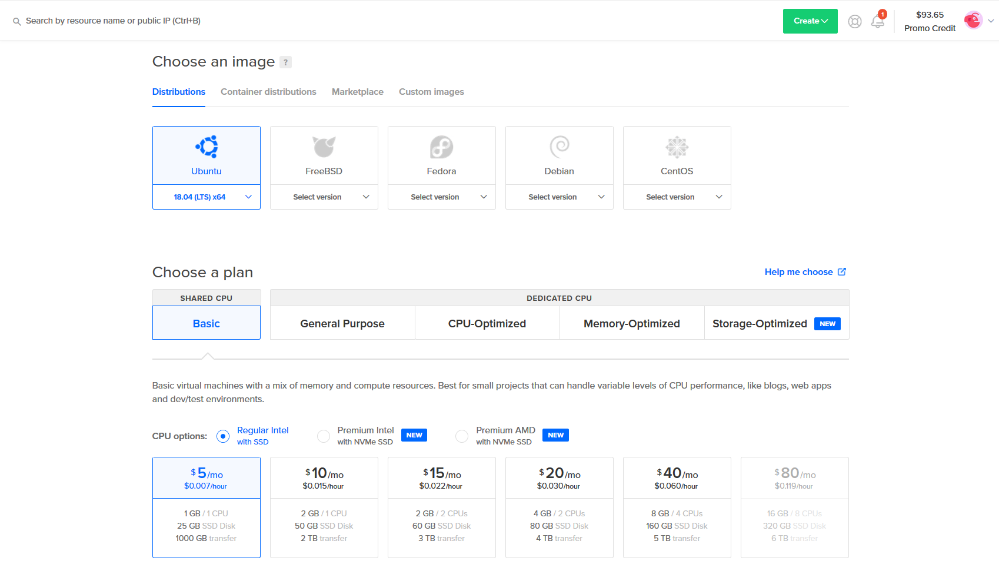 Search by resource name or public IP (Ctrl+B)
Create
1
$93.65
Promo Credit
Choose an image ?
Distributions Container distributions Marketplace Custom images
Ubuntu FreeBSD Fedora Debian CentOS
18.04 (LTS) x64 Select version Select version Select version Select version
Choose a plan Help me choose
SHARED CPU DEDICATED CPU
Basic General Purpose CPU-Optimized Memory-Optimized Storage-Optimized NEW
Basic virtual machines with a mix of memory and compute resources. Best for small projects that can handle variable levels of CPU performance, like blogs, web apps
and dev/test environments.
CPU options:
Regular Intel
with SSD
Premium Intel
with NVMe SSD
NEW
Premium AMD
with NVMe SSD
NEW
$5/mo
$0.007/hour
1 GB / 1 CPU
25 GB SSD Disk
1000 GB transfer
$10/mo
$0.015/hour
2 GB / 1 CPU
50 GB SSD Disk
2 TB transfer
$15/mo
$0.022/hour
2 GB / 2 CPUs
60 GB SSD Disk
3 TB transfer
$20/mo
$0.030/hour
4 GB / 2 CPUs
80 GB SSD Disk
4 TB transfer
$40/mo
$0.060/hour
8 GB / 4 CPUs
160 GB SSD Disk
5 TB transfer
$80/mo
$0.119/hour
16 GB / 8 CPUs
320 GB SSD Disk
6 TB transfer